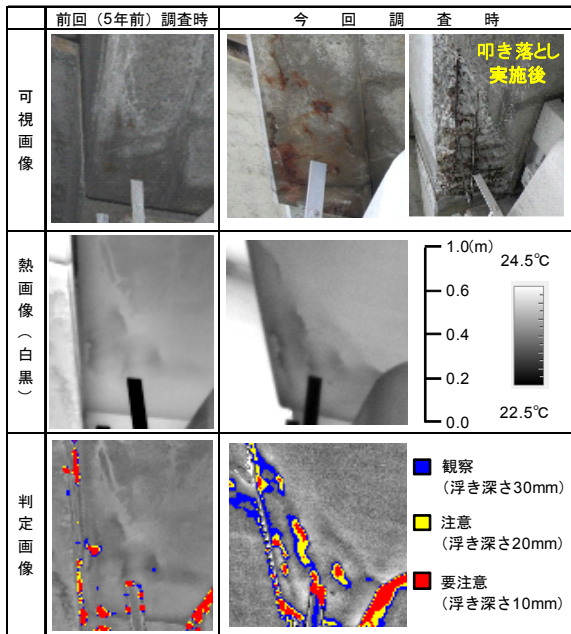 前回（5年前）調査時
今回調査時
可視画像
叩き落とし
実施後
熱画像（白黒）
1.0(m)
0.6
0.4
0.2
0.0
24.5℃
22.5℃
判定画像
観察
（浮き深さ30mm）
注意
（浮き深さ20mm）
要注意
（浮き深さ10mm）